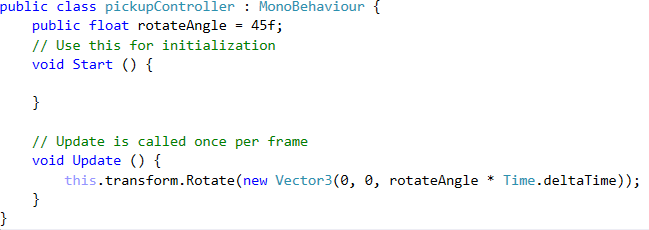 public class pickupController : MonoBehaviour {
    public float rotateAngle = 45f;
    // Use this for initialization
    void Start () {

    }

    // Update is called once per frame
    void Update () {
        this.transform.Rotate(new Vector3(0, 0, rotateAngle * Time.deltaTime));
    }
}